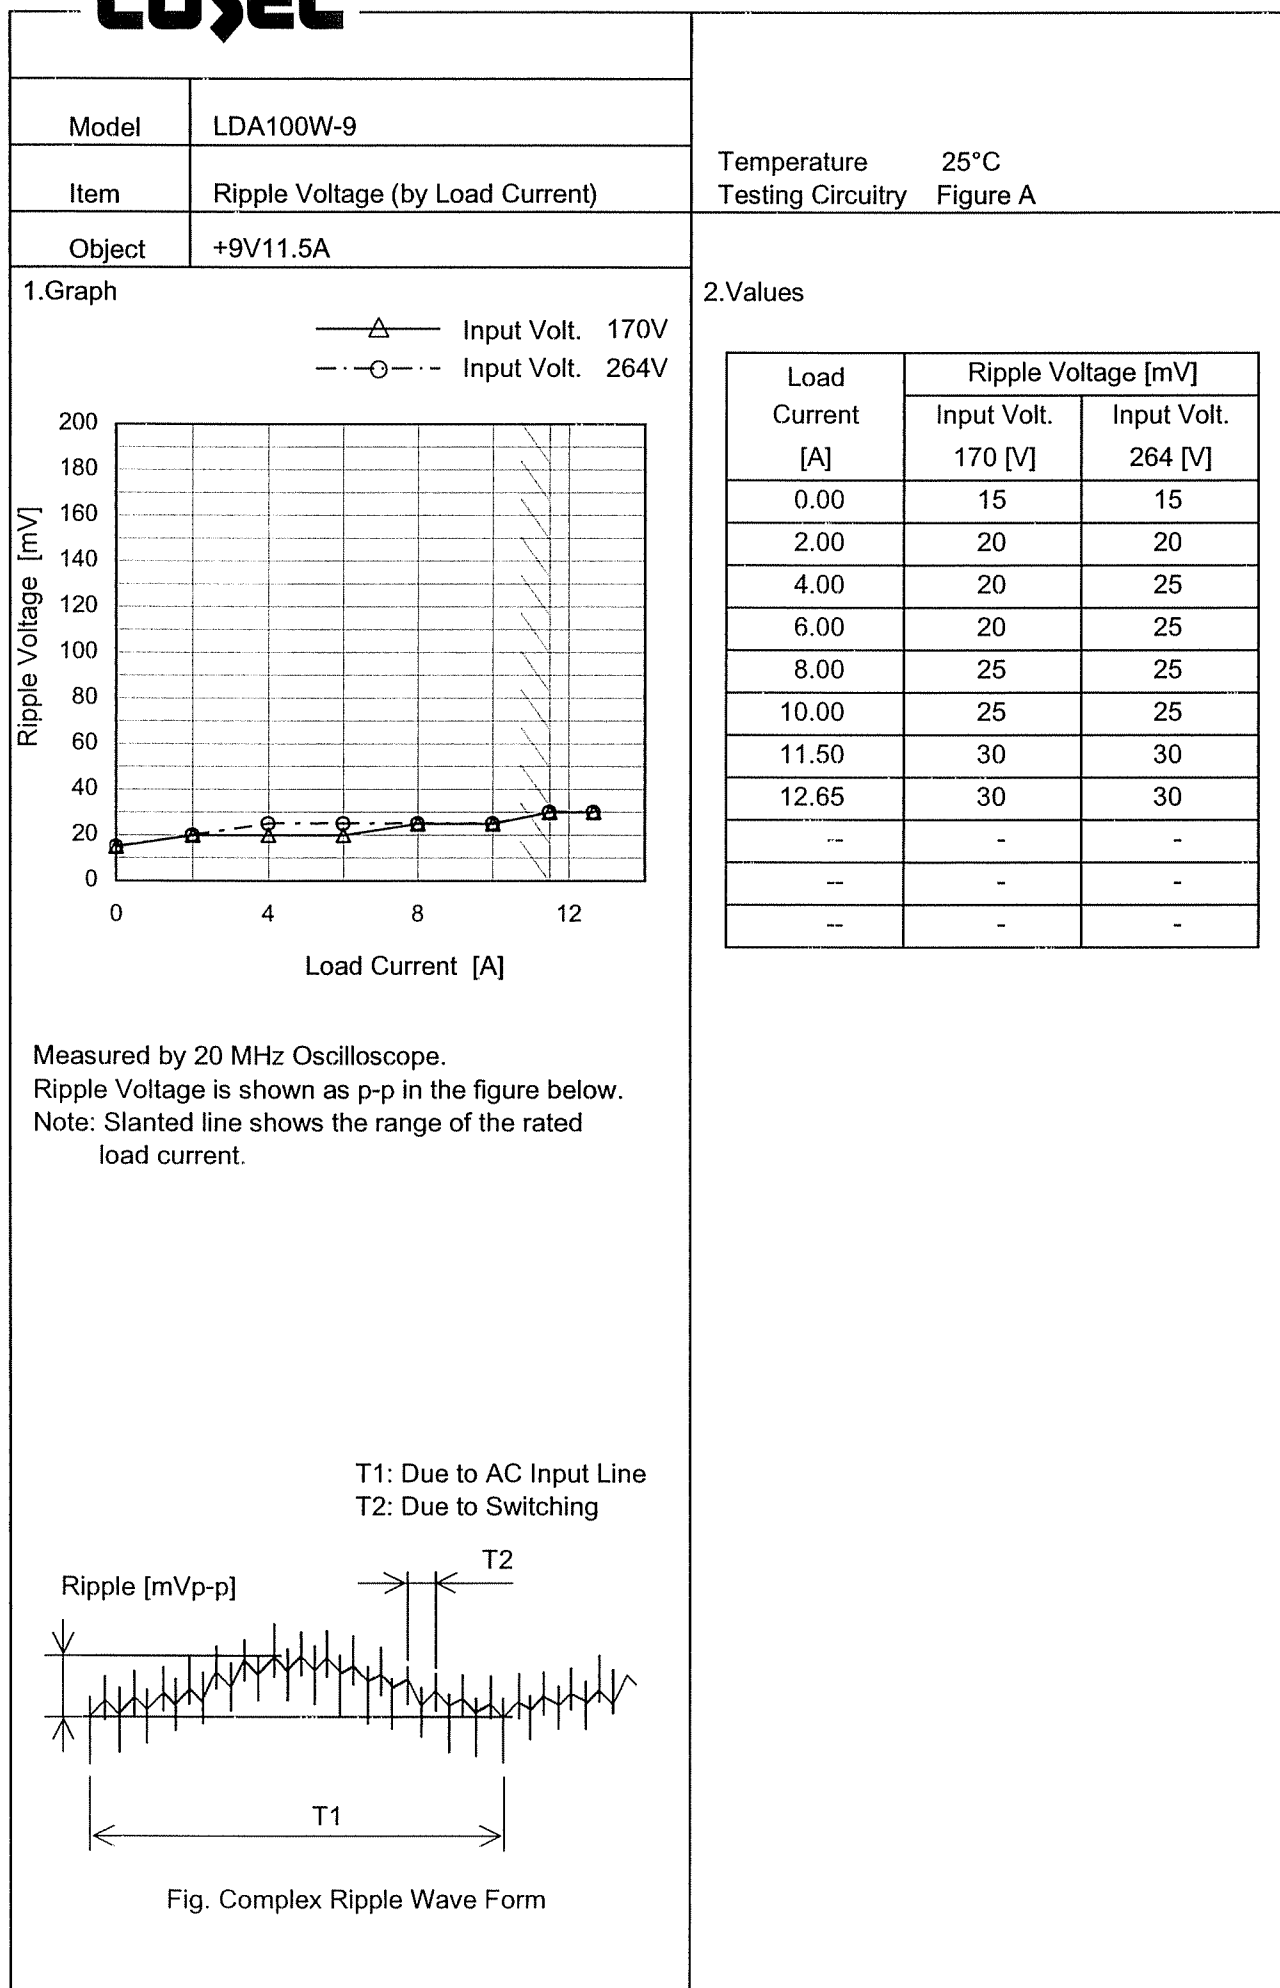 COSEL
Model LDA100W-9
Item Ripple Voltage (by Load Current)
Object +9V11.5A
Temperature 25°C
Testing Circuitry Figure A
1.Graph
Input Volt. 170V
Input Volt. 264V
Ripple Voltage [mV]
200
180
160
140
120
100
80
60
40
20
0
0 4 8 12
Load Current [A]
Measured by 20 MHz Oscilloscope.
Ripple Voltage is shown as p-p in the figure below.
Note: Slanted line shows the range of the rated
load current.
T1: Due to AC Input Line
T2: Due to Switching
T2
Ripple [mVp-p]
T1
Fig. Complex Ripple Wave Form
2.Values
Load Ripple Voltage [mV]
Current Input Volt. Input Volt.
[A] 170 [V] 264 [V]
0.00 15 15
2.00 20 20
4.00 20 25
6.00 20 25
8.00 25 25
10.00 25 25
11.50 30 30
12.65 30 30
-- - -
-- - -
-- - -